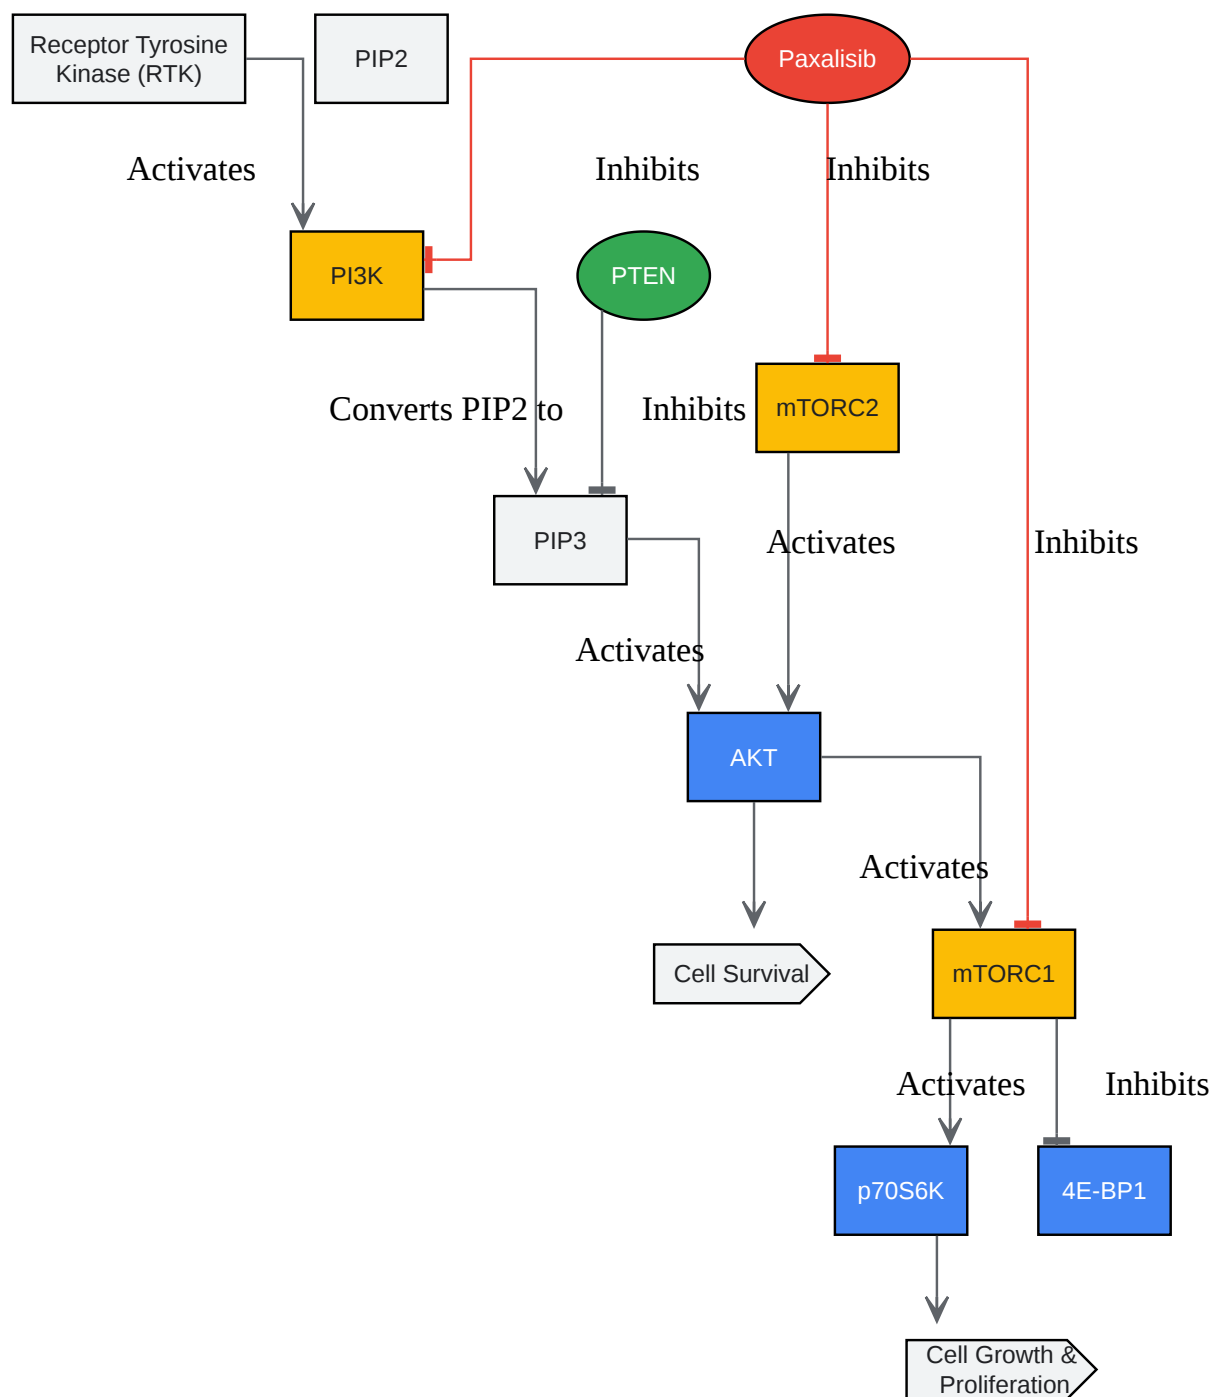 Receptor Tyrosine
Kinase (RTK)
PIP2
Paxalisib
Activates
Inhibits
Inhibits
PI3K
PTEN
Converts PIP2 to
Inhibits
mTORC2
PIP3
Activates
Inhibits
Activates
AKT
Activates
Cell Survival
mTORC1
Activates
Inhibits
p70S6K
4E-BP1
Cell Growth &
Proliferation